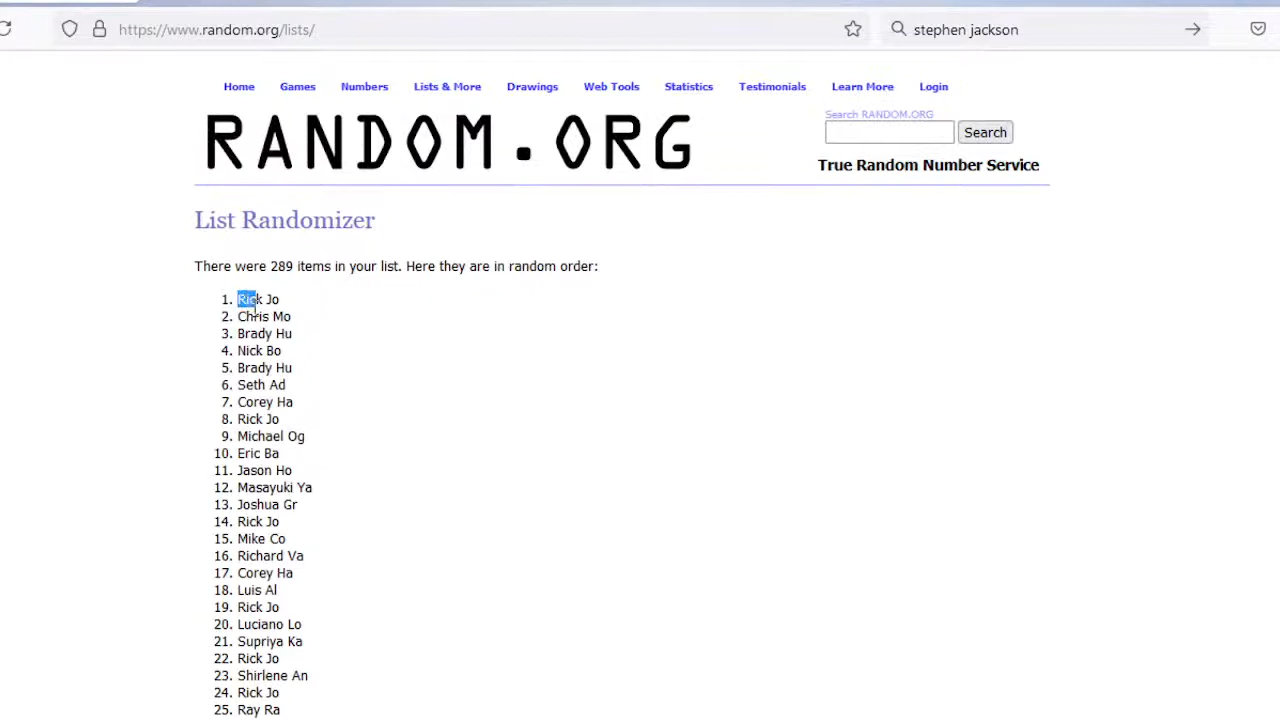 https://www.random.org/lists/
stephen jackson
Home Games Numbers Lists & More Drawings Web Tools Statistics Testimonials Learn More Login
Search RANDOM.ORG
RANDOM.ORG
Search
True Random Number Service
List Randomizer
There were 289 items in your list. Here they are in random order:
1. Rick Jo
2. Chris Mo
3. Brady Hu
4. Nick Bo
5. Brady Hu
6. Seth Ad
7. Corey Ha
8. Rick Jo
9. Michael Og
10. Eric Ba
11. Jason Ho
12. Masayuki Ya
13. Joshua Gr
14. Rick Jo
15. Mike Co
16. Richard Va
17. Corey Ha
18. Luis Al
19. Rick Jo
20. Luciano Lo
21. Supriya Ka
22. Rick Jo
23. Shirlene An
24. Rick Jo
25. Ray Ra